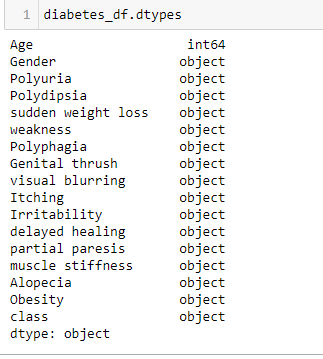 1 diabetes_df.dtypes
Age int64
Gender object
Polyuria object
Polydipsia object
sudden weight loss object
weakness object
Polyphagia object
Genital thrush object
visual blurring object
Itching object
Irritability object
delayed healing object
partial paresis object
muscle stiffness object
Alopecia object
Obesity object
class object
dtype: object